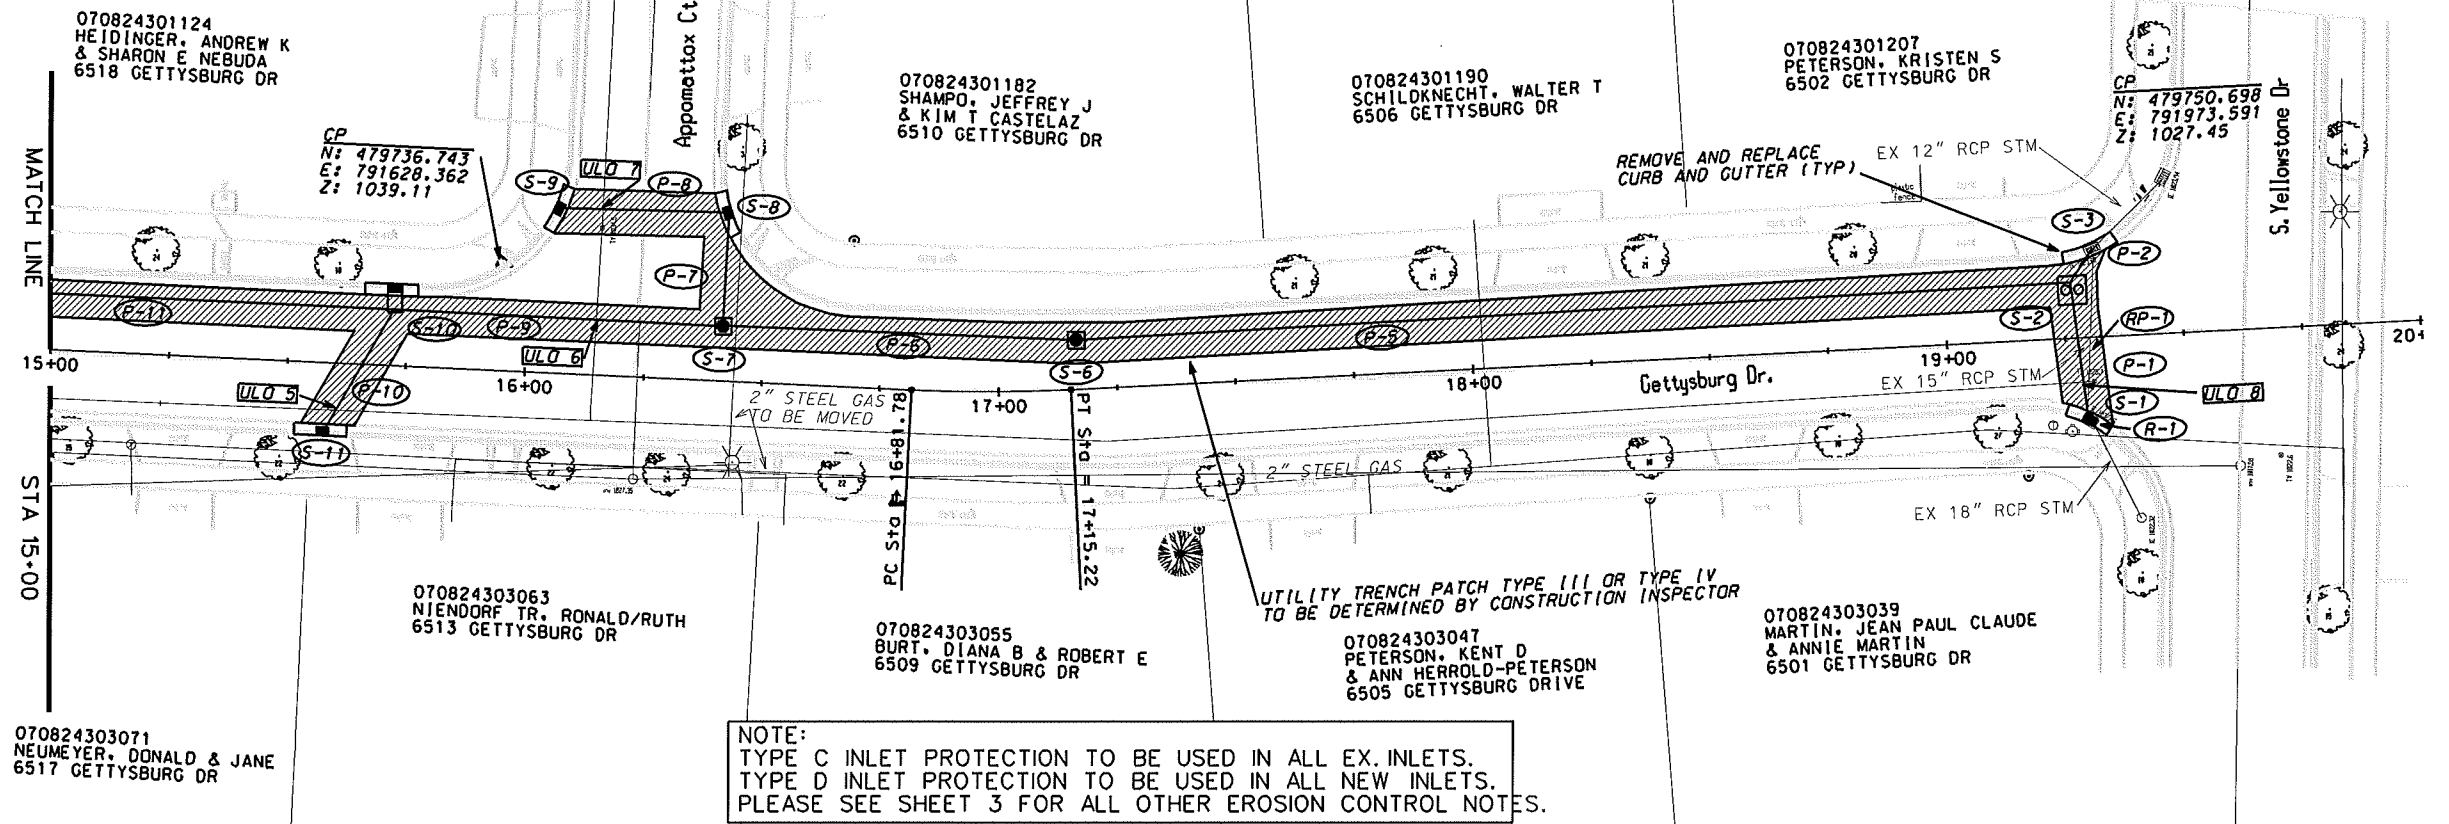 070824301124
HEIDINGER, ANDREW K
& SHARON E NEBUDA
6518 GETTYSBURG DR
Appomattax Ct
070824301182
SHAMPO, JEFFREY J
& KIM T CASTELAZ
6510 GETTYSBURG DR
070824301190
SCHILDKNECHT, WALTER T
6506 GETTYSBURG DR
070824301207
PETERSON, KRISTEN S
6502 GETTYSBURG DR
CP
N: 479750.698
E: 791973.591
Z: 1027.45
S. Yellowstone Dr
CP
N: 479736.743
E: 791628.362
Z: 1039.11
REMOVE AND REPLACE
CURB AND GUTTER (TYP)
EX 12" RCP STM
MATCH LINE
STA 15+00
S-9
ULO 7
P-8
S-8
P-7
S-3
P-2
P-11
S-10
P-9
ULO 6
S-7
P-6
S-6
P-5
S-2
RP-1
P-1
15+00
16+00
17+00
18+00
19+00
20+
ULO 5
P-10
S-11
2" STEEL GAS
TO BE MOVED
PC Sta = 16+81.78
PT Sta = 17+15.22
Gettysburg Dr.
EX 15" RCP STM
ULO 8
S-1
R-1
2" STEEL GAS
EX 18" RCP STM
UTILITY TRENCH PATCH TYPE III OR TYPE IV
TO BE DETERMINED BY CONSTRUCTION INSPECTOR
070824303063
NIENDORF TR, RONALD/RUTH
6513 GETTYSBURG DR
070824303055
BURT, DIANA B & ROBERT E
6509 GETTYSBURG DR
070824303047
PETERSON, KENT D
& ANN HERROLD-PETERSON
6505 GETTYSBURG DRIVE
070824303039
MARTIN, JEAN PAUL CLAUDE
& ANNIE MARTIN
6501 GETTYSBURG DR
070824303071
NEUMEYER, DONALD & JANE
6517 GETTYSBURG DR
NOTE:
TYPE C INLET PROTECTION TO BE USED IN ALL EX. INLETS.
TYPE D INLET PROTECTION TO BE USED IN ALL NEW INLETS.
PLEASE SEE SHEET 3 FOR ALL OTHER EROSION CONTROL NOTES.